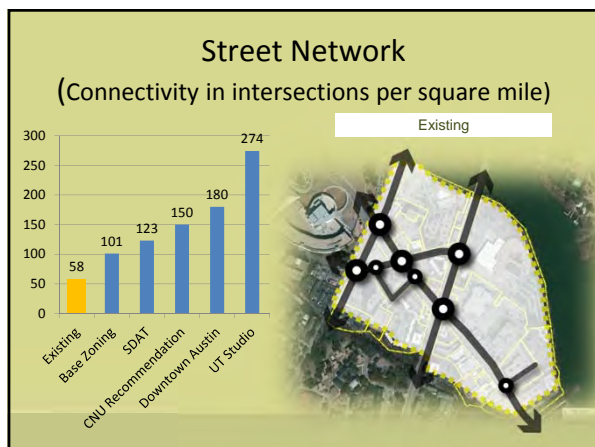 Street Network
(Connectivity in intersections per square mile)
Existing
300
250
200
150
100
50
0
58
101
123
150
180
274
Existing
Base Zoning
SDAT
CNU Recommendation
Downtown Austin
UT Studio